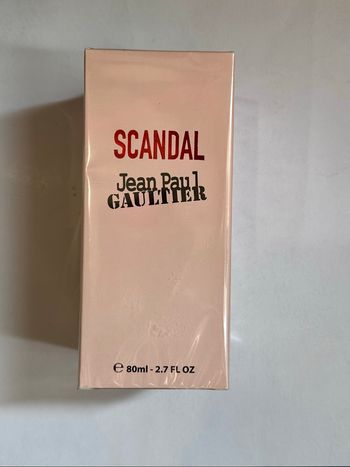 SCANDAL
Jean Paul
GAULTIER
℮ 80ml - 2.7 FL OZ